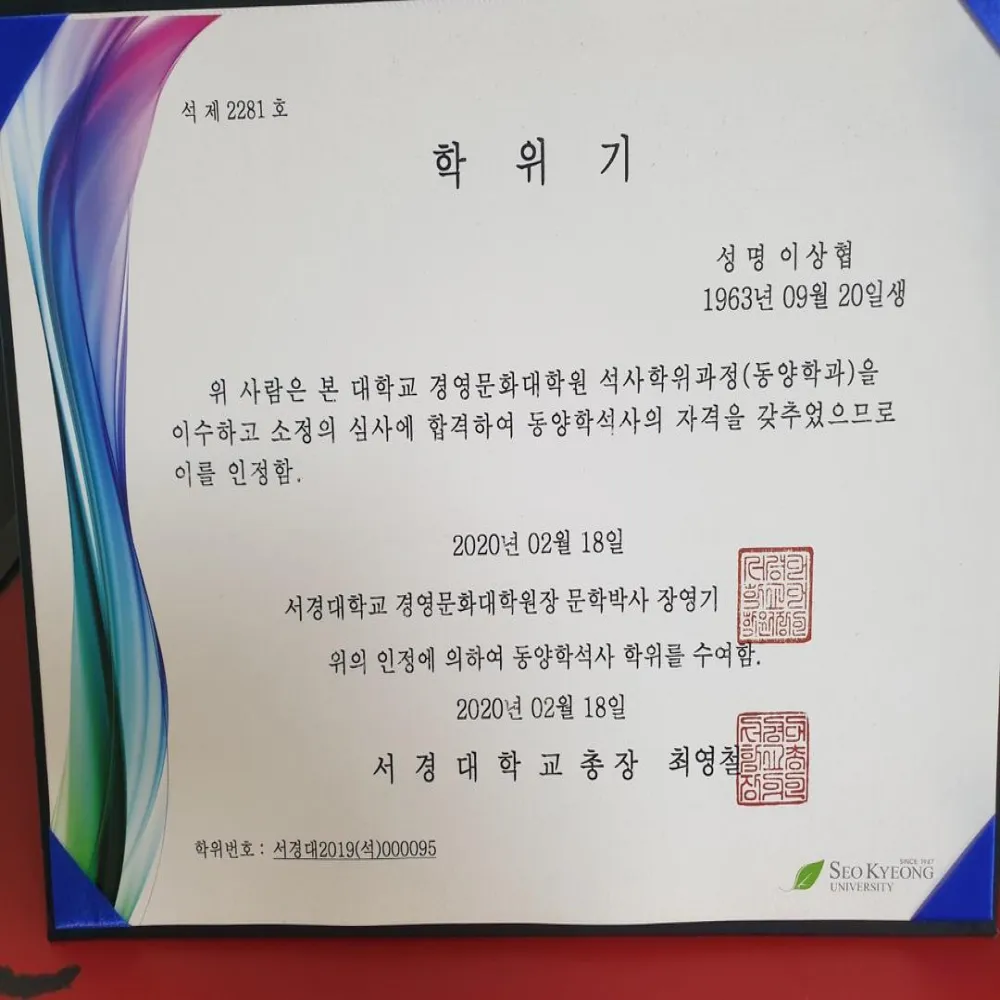 석 제 2281 호
학 위 기
성 명 이 상 협
1963년 09월 20일생
위 사람은 본 대학교 경영문화대학원 석사학위과정(동양학과)을
이수하고 소정의 심사에 합격하여 동양학석사의 자격을 갖추었으므로
이를 인정함.
2020년 02월 18일
서경대학교 경영문화대학원장 문학박사 장영기
위의 인정에 의하여 동양학석사 학위를 수여함.
2020년 02월 18일
서 경 대 학 교 총 장 최영철
학위번호 : 서경대2019(석)000095
SINCE 1947
SEO KYEONG
UNIVERSITY